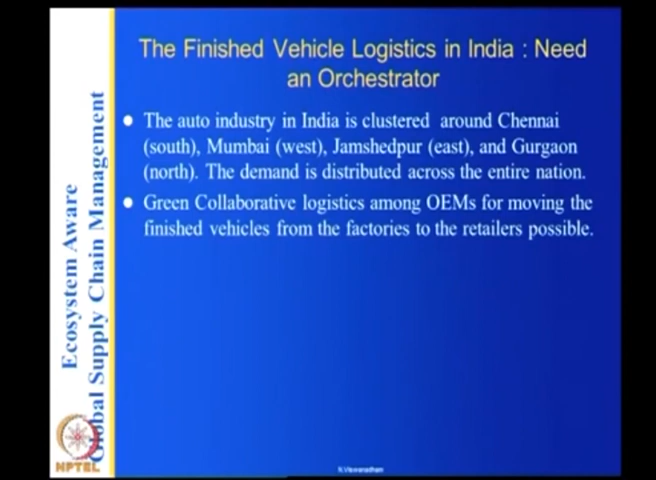 The Finished Vehicle Logistics in India : Need
an Orchestrator
The auto industry in India is clustered around Chennai
(south), Mumbai (west), Jamshedpur (east), and Gurgaon
(north). The demand is distributed across the entire nation.
Green Collaborative logistics among OEMs for moving the
finished vehicles from the factories to the retailers possible.
Ecosystem Aware
Global Supply Chain Management
NPTEL
N.Viswanadham